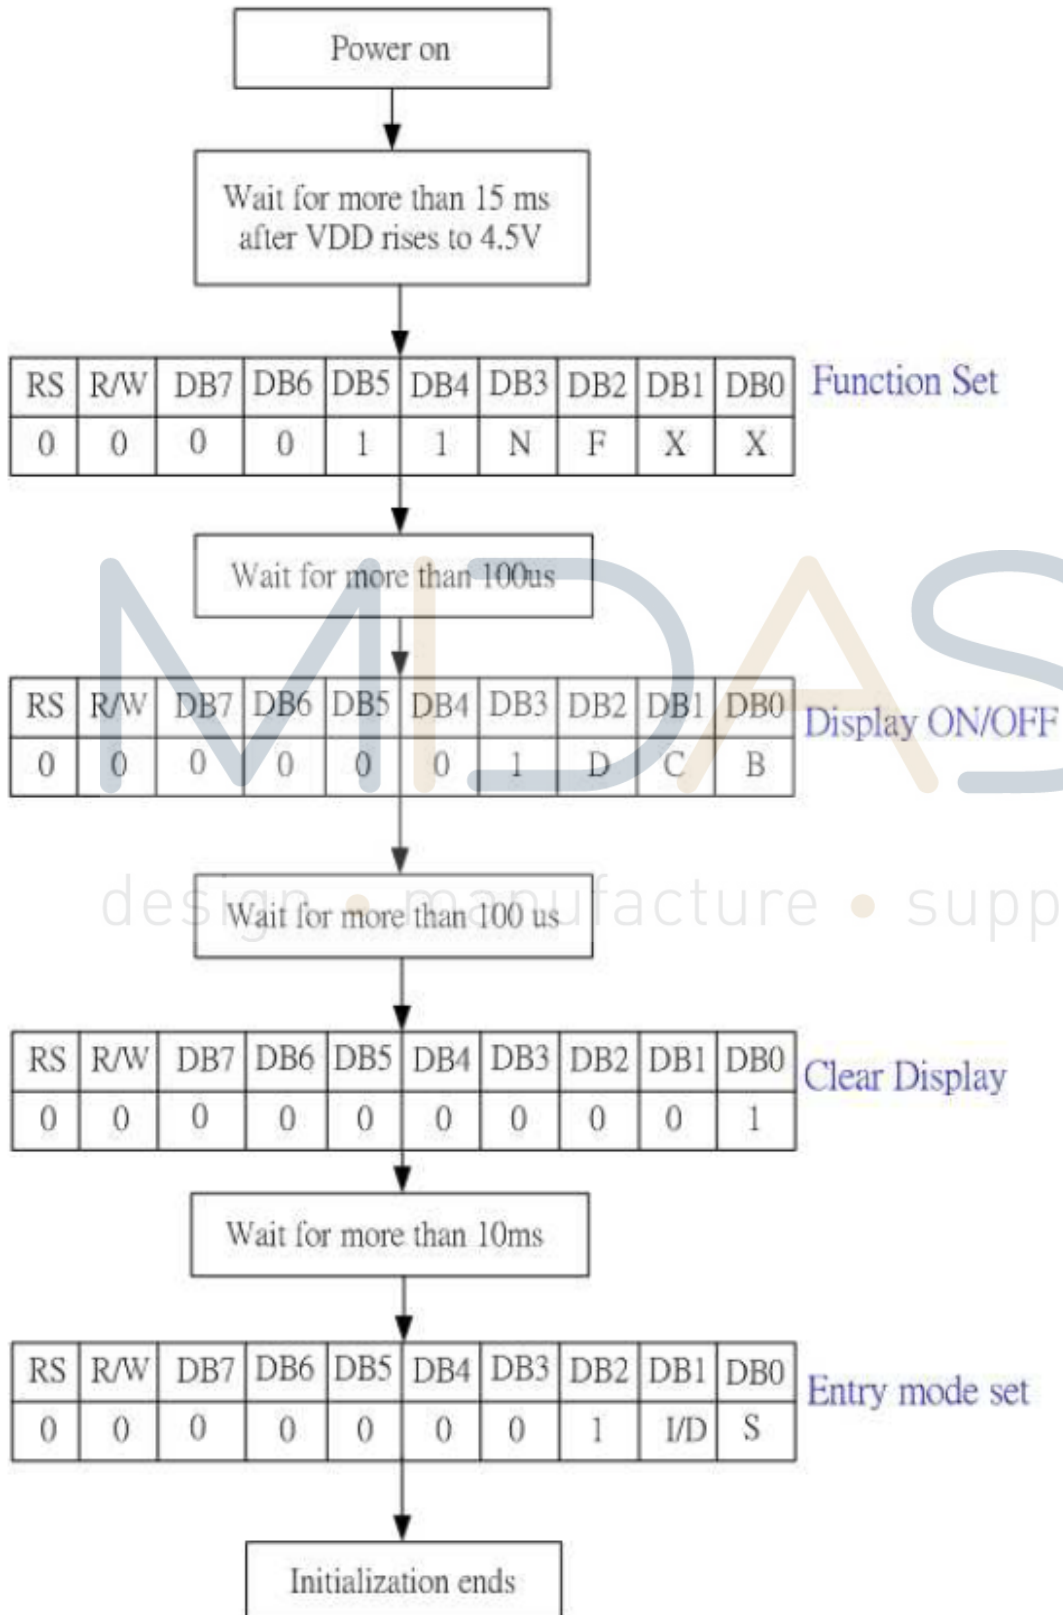 Power on
Wait for more than 15 ms
after VDD rises to 4.5V
RS R/W DB7 DB6 DB5 DB4 DB3 DB2 DB1 DB0 Function Set
0 0 0 0 1 1 N F X X
Wait for more than 100us
MIDAS
RS R/W DB7 DB6 DB5 DB4 DB3 DB2 DB1 DB0 Display ON/OFF
0 0 0 0 0 0 1 D C B
design • manufacture • supp
Wait for more than 100 us
RS R/W DB7 DB6 DB5 DB4 DB3 DB2 DB1 DB0 Clear Display
0 0 0 0 0 0 0 0 0 1
Wait for more than 10ms
RS R/W DB7 DB6 DB5 DB4 DB3 DB2 DB1 DB0 Entry mode set
0 0 0 0 0 0 0 1 I/D S
Initialization ends